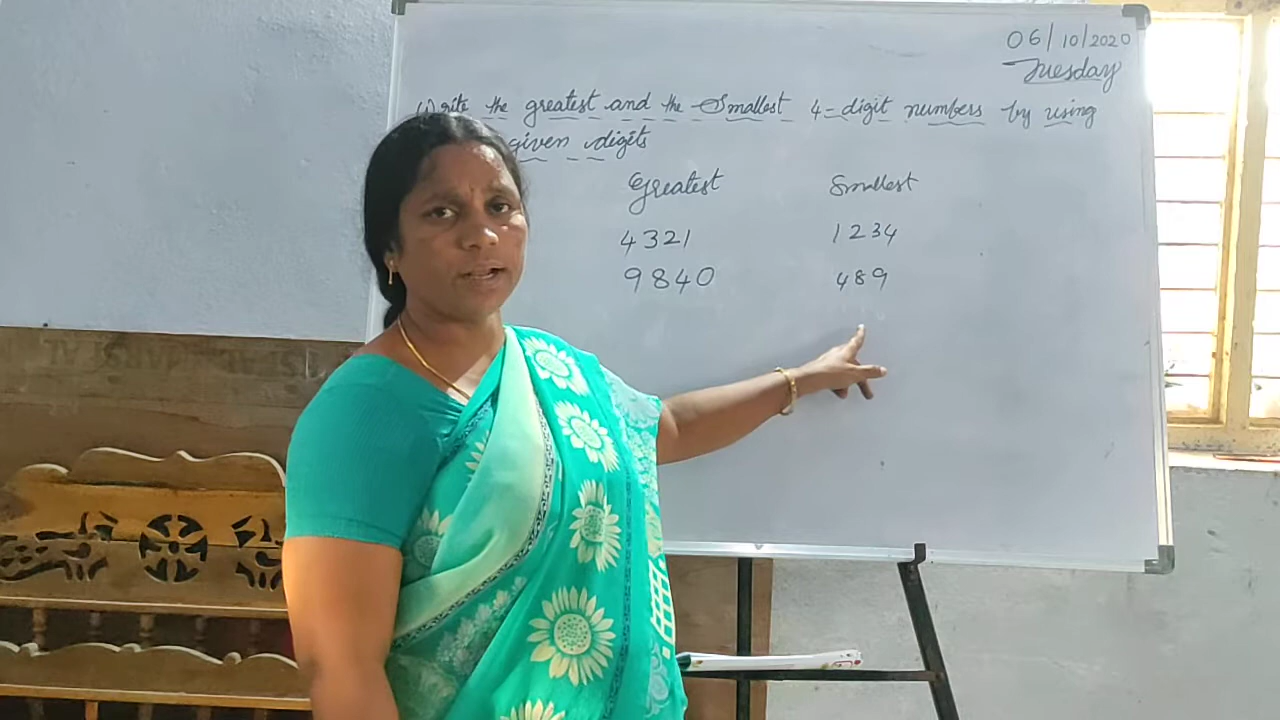 06/10/2020
Tuesday
Write the greatest and the Smallest 4-digit numbers by using
given digits
Greatest Smallest
4321 1234
9840 489